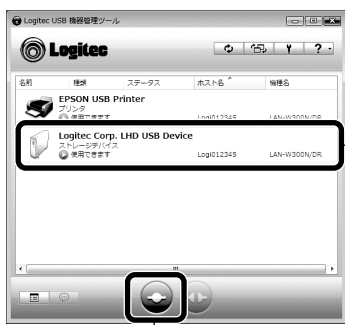 Logitec USB 機器管理ツール
Logitec
?
名前 種類 ステータス ホスト名 機種名
EPSON USB Printer
プリンタ
使用できます Logi012345 LAN-W300N/DR
Logitec Corp. LHD USB Device
ストレージデバイス
使用できます Logi012345 LAN-W300N/DR